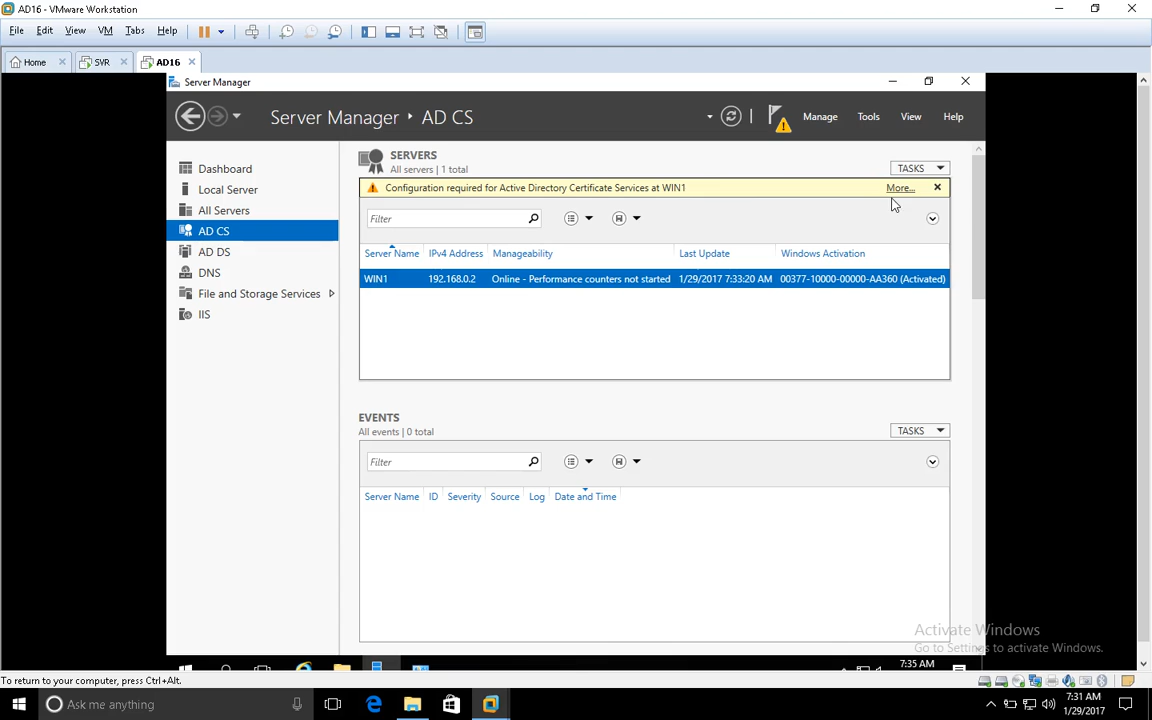 AD16 - VMware Workstation
File Edit View VM Tabs Help
Home SVR AD16
Server Manager
Server Manager ‣ AD CS Manage Tools View Help
Dashboard
Local Server
All Servers
AD CS
AD DS
DNS
File and Storage Services
IIS
SERVERS
All servers | 1 total
TASKS
Configuration required for Active Directory Certificate Services at WIN1 More...
Filter
Server Name IPv4 Address Manageability Last Update Windows Activation
WIN1 192.168.0.2 Online - Performance counters not started 1/29/2017 7:33:20 AM 00377-10000-00000-AA360 (Activated)
EVENTS
All events | 0 total
TASKS
Filter
Server Name ID Severity Source Log Date and Time
Activate Windows
Go to Settings to activate Windows.
7:35 AM
To return to your computer, press Ctrl+Alt.
Ask me anything
7:31 AM
1/29/2017